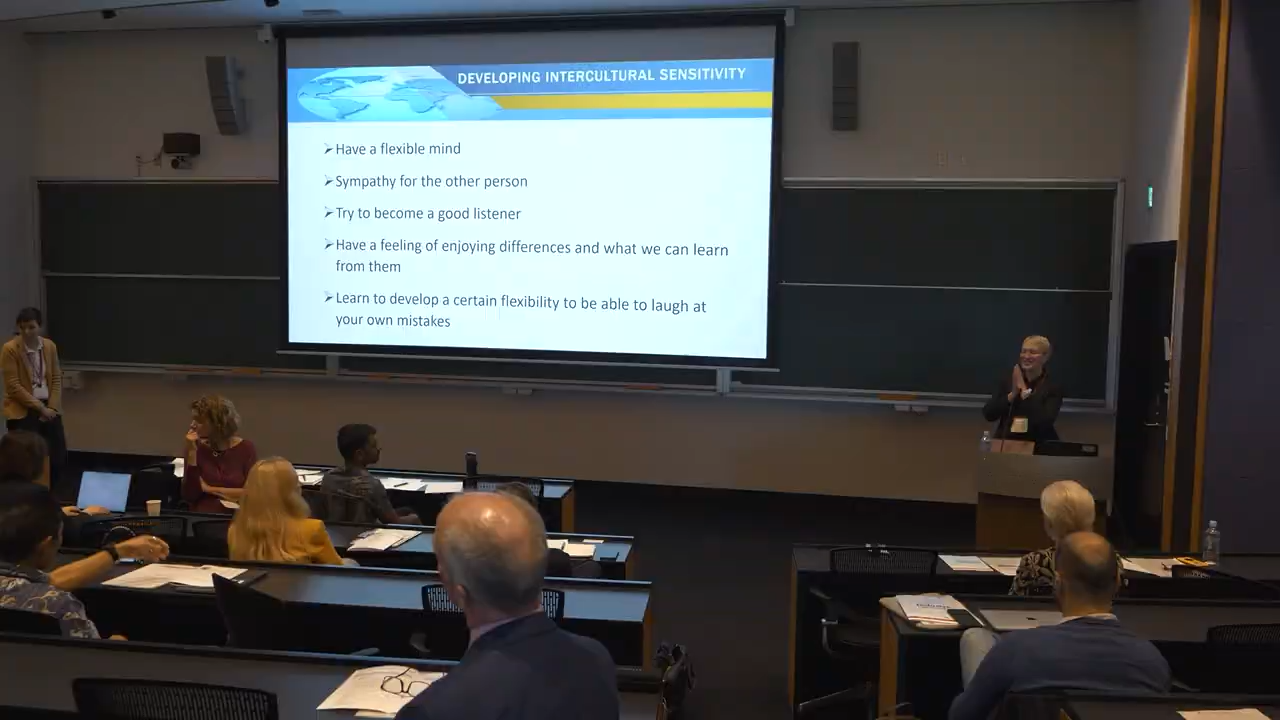 DEVELOPING INTERCULTURAL SENSITIVITY
➢Have a flexible mind
➢Sympathy for the other person
➢Try to become a good listener
➢Have a feeling of enjoying differences and what we can learn
from them
➢Learn to develop a certain flexibility to be able to laugh at
your own mistakes